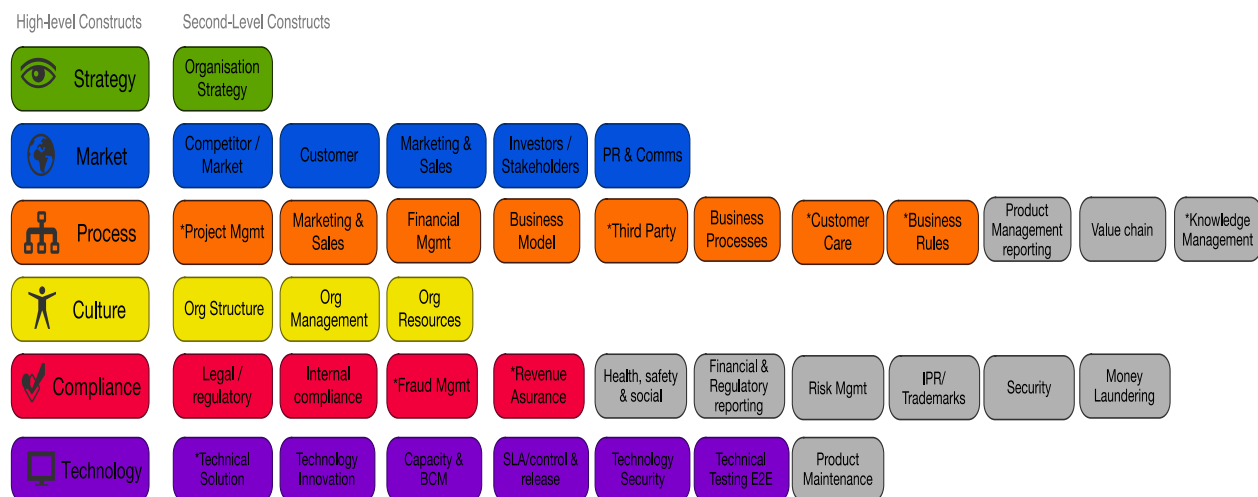 High-level Constructs
Second-Level Constructs
Strategy
Organisation
Strategy
Market
Competitor /
Market
Customer
Marketing &
Sales
Investors /
Stakeholders
PR & Comms
Process
*Project Mgmt
Marketing &
Sales
Financial
Mgmt
Business
Model
*Third Party
Business
Processes
*Customer
Care
*Business
Rules
Product
Management
reporting
Value chain
*Knowledge
Management
Culture
Org Structure
Org
Management
Org
Resources
Compliance
Legal /
regulatory
Internal
compliance
*Fraud Mgmt
*Revenue
Asurance
Health, safety
& social
Financial &
Regulatory
reporting
Risk Mgmt
IPR/
Trademarks
Security
Money
Laundering
Technology
*Technical
Solution
Technology
Innovation
Capacity &
BCM
SLA/control &
release
Technology
Security
Technical
Testing E2E
Product
Maintenance